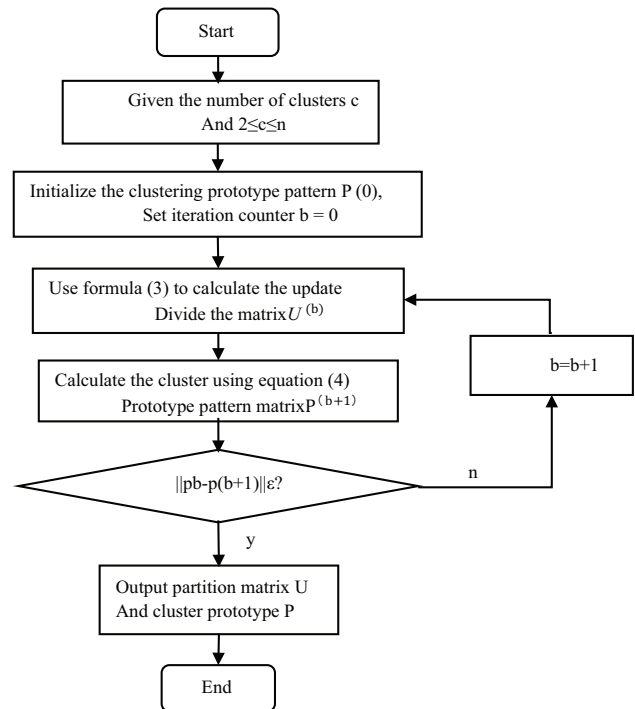 Start
Given the number of clusters c
And 2≤c≤n
Initialize the clustering prototype pattern P (0),
Set iteration counter b = 0
Use formula (3) to calculate the update
Divide the matrixU(b)
b=b+1
Calculate the cluster using equation (4)
Prototype pattern matrixP(b+1)
||pb-p(b+1)||ε?
n
y
Output partition matrix U
And cluster prototype P
End